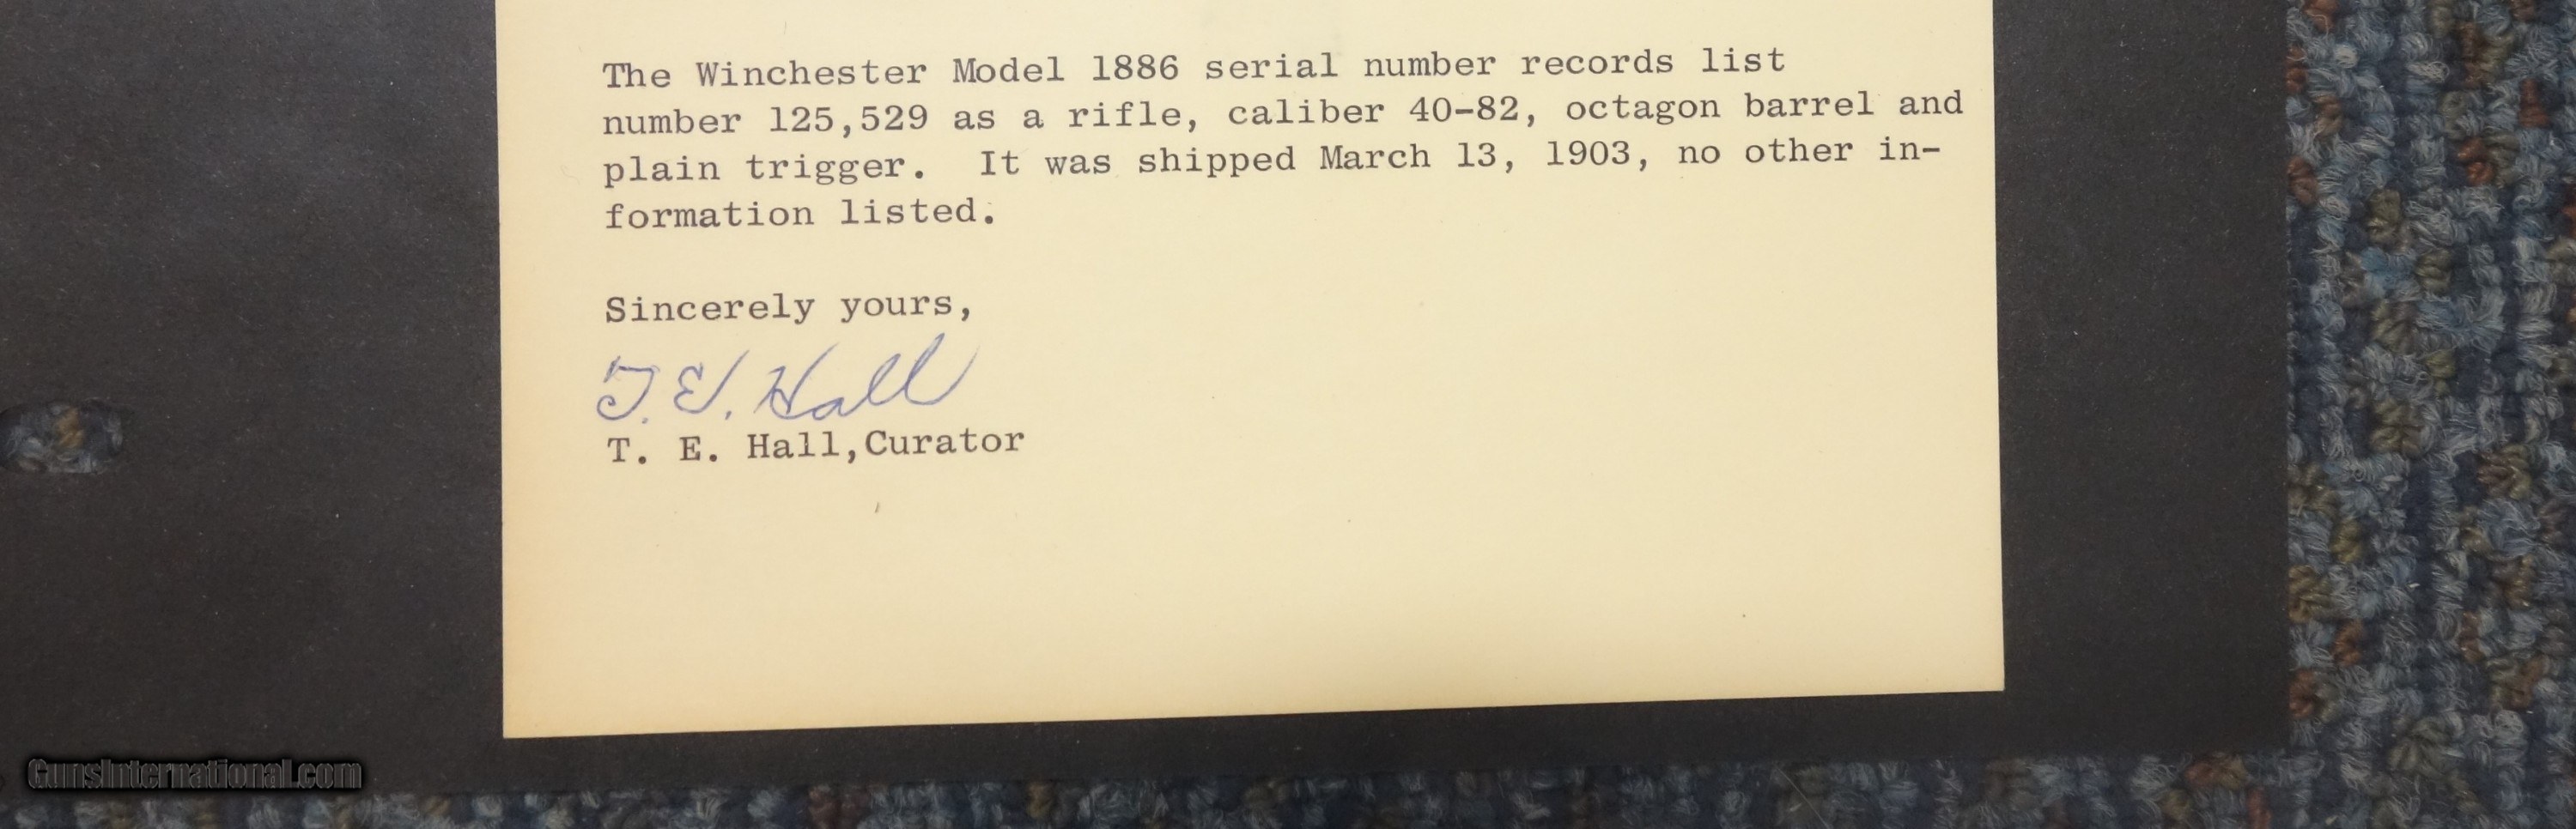 The Winchester Model 1886 serial number records list
number 125,529 as a rifle, caliber 40-82, octagon barrel and
plain trigger.  It was shipped March 13, 1903, no other in-
formation listed.
Sincerely yours,
T. E. Hall
T. E. Hall,Curator
GunsInternational.com